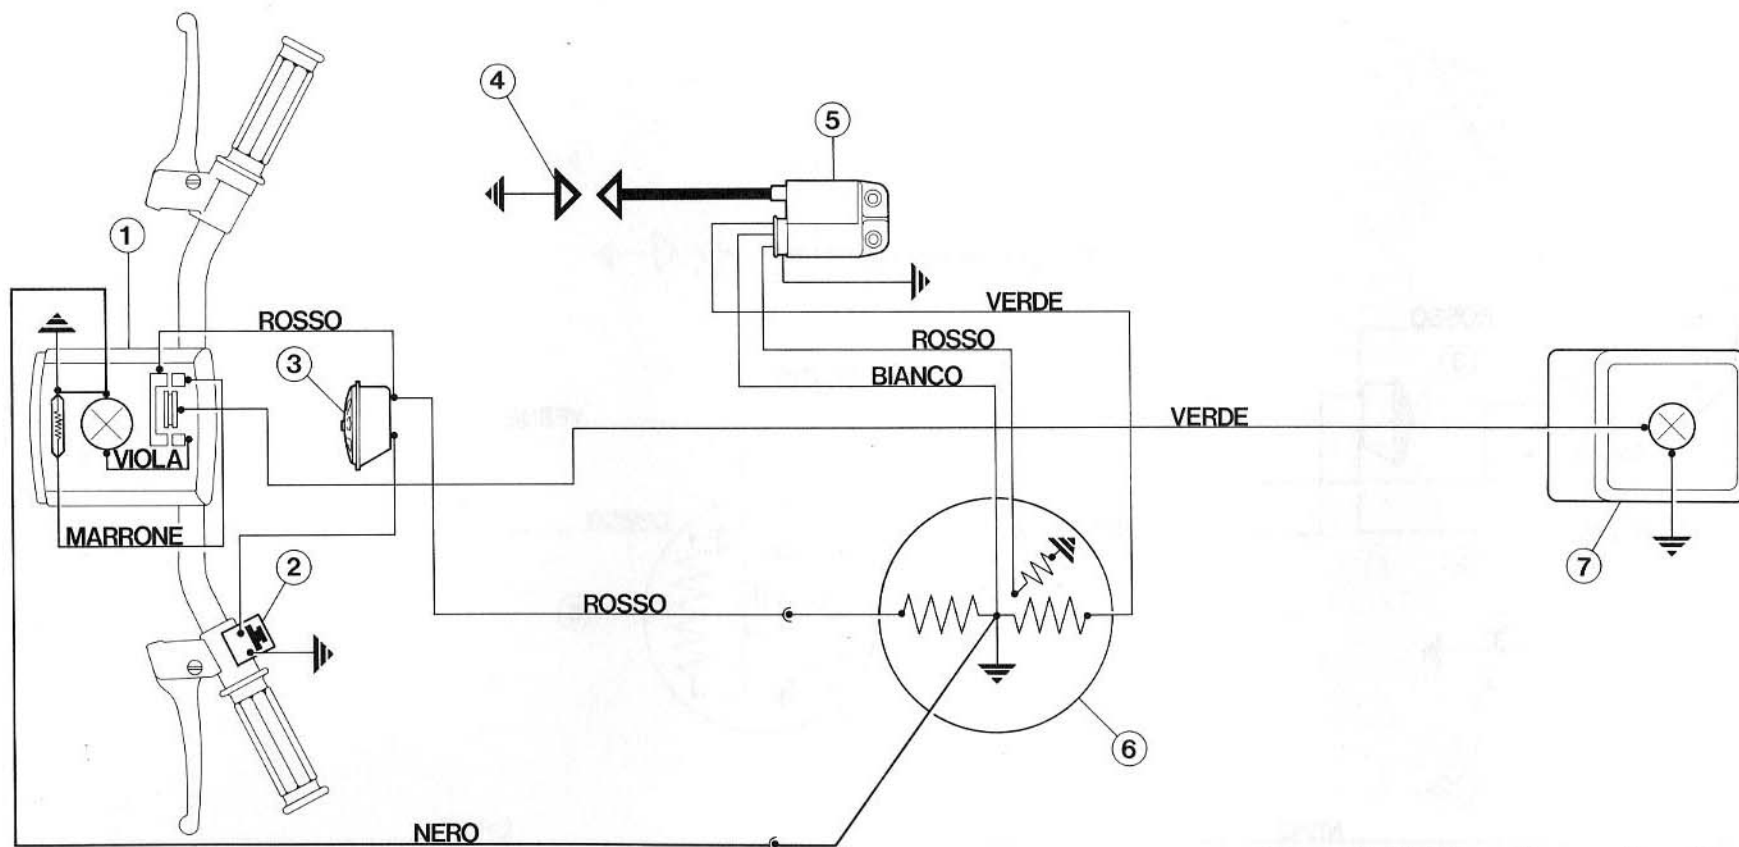 4
5
1
VERDE
ROSSO
ROSSO
3
BIANCO
VERDE
VIOLA
MARRONE
2
7
ROSSO
6
NERO